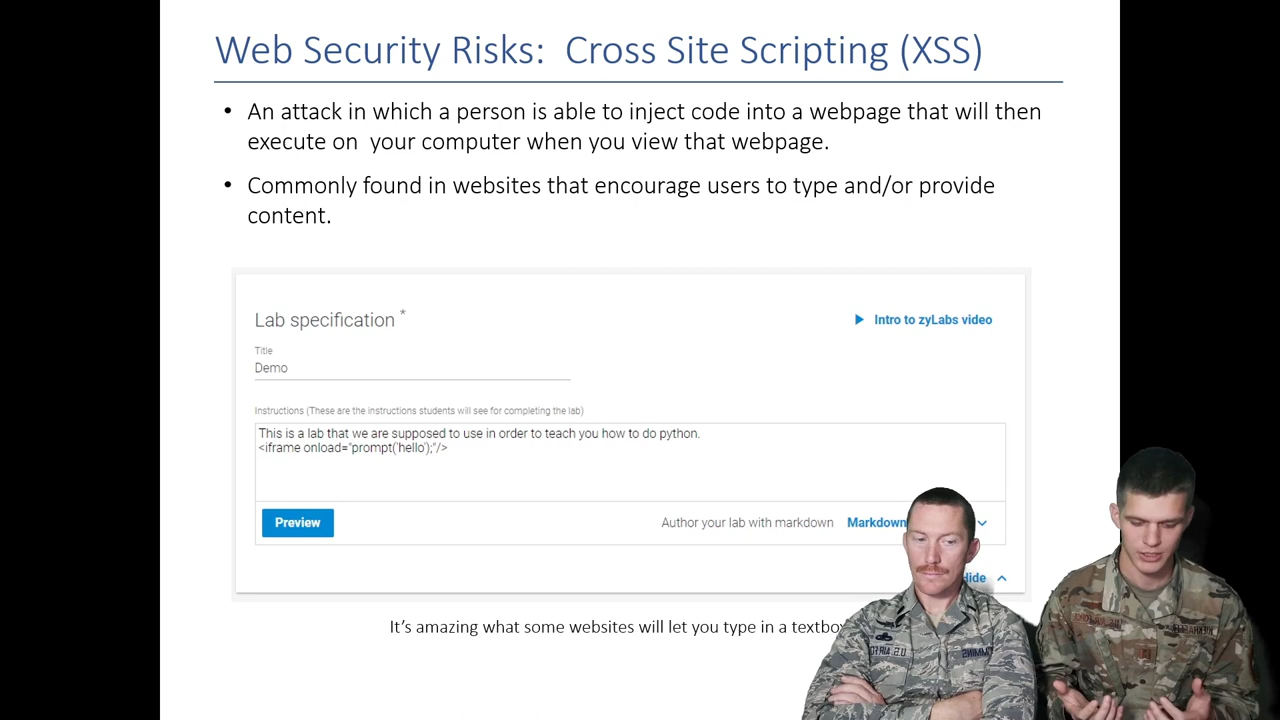 Web Security Risks: Cross Site Scripting (XSS)
• An attack in which a person is able to inject code into a webpage that will then
execute on your computer when you view that webpage.
• Commonly found in websites that encourage users to type and/or provide
content.
Lab specification *
Intro to zyLabs video
Title
Demo
Instructions (These are the instructions students will see for completing the lab)
This is a lab that we are supposed to use in order to teach you how to do python.
<iframe onload="prompt('hello');"/>
Preview
Author your lab with markdown
Markdown
Hide
It's amazing what some websites will let you type in a textbox
U.S. AIR FO